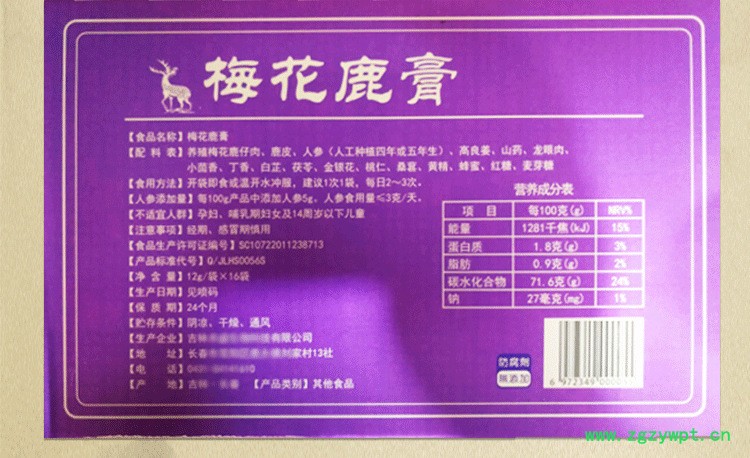 梅花鹿膏
【食品名称】梅花鹿膏
【配 料 表】养殖梅花鹿仔肉、鹿皮、人参（人工种植四年或五年生）、高良姜、山药、龙眼肉、
小茴香、丁香、白芷、茯苓、金银花、桃仁、桑葚、黄精、蜂蜜、红糖、麦芽糖
【食用方法】开袋即食或温开水冲服，建议1次1袋，每日2～3次。
【人参添加量】每100g产品中添加人参5g，人参食用量≤3克/天。
【不适宜人群】孕妇、哺乳期妇女及14周岁以下儿童
【注意事项】经期、感冒期慎用
【食品生产许可证编号】SC10722011238713
【产品标准代号】Q/JLHS0056S
【净 含 量】12g/袋×16袋
【生产日期】见喷码
【保 质 期】24个月
【贮存条件】阴凉、干燥、通风
【生产企业】吉林 有限公司
【地 址】长春 村13社
【电 话】
【产 地】吉林·长春 【产品类别】其他食品
营养成分表
项 目 每100克(g) NRV%
能量 1281千焦(kJ) 15%
蛋白质 1.8克(g) 3%
脂肪 0.9克(g) 2%
碳水化合物 71.6克(g) 24%
钠 27毫克(mg) 1%
防腐剂
無添加
6 972349
www.zgzywpt.cn